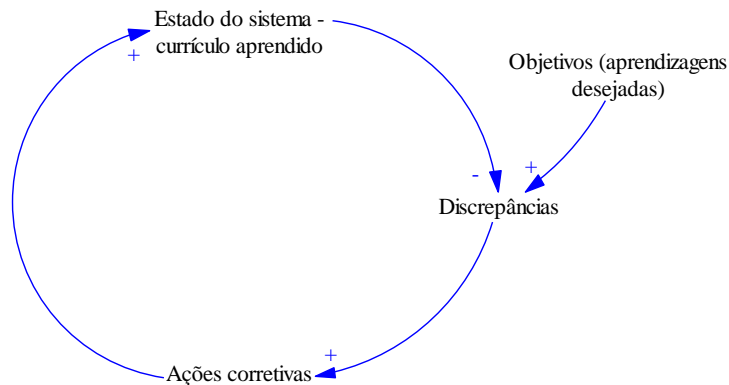 Estado do sistema -
currículo aprendido
+
Objetivos (aprendizagens
desejadas)
-
+
Discrepâncias
+
Ações corretivas